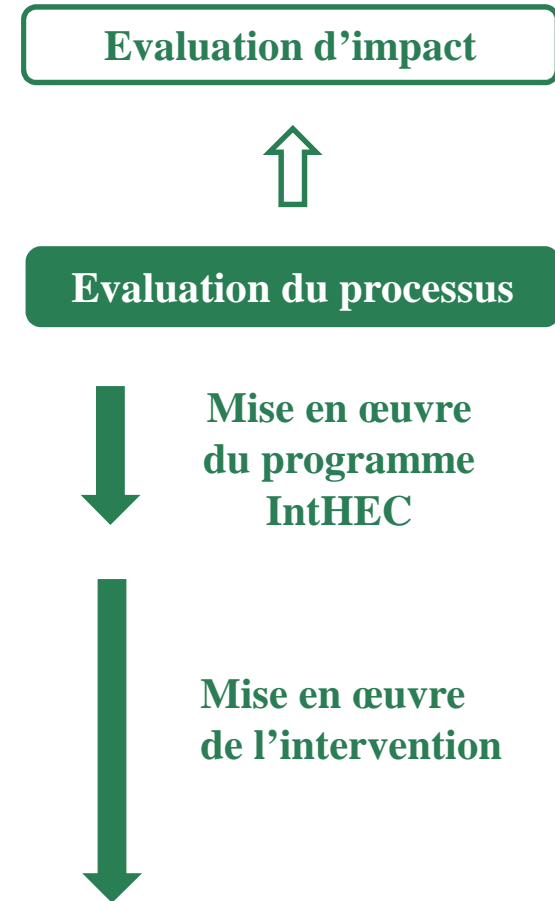 Evaluation d’impact
Evaluation du processus
Mise en œuvre
du programme
IntHEC
Mise en œuvre
de l’intervention